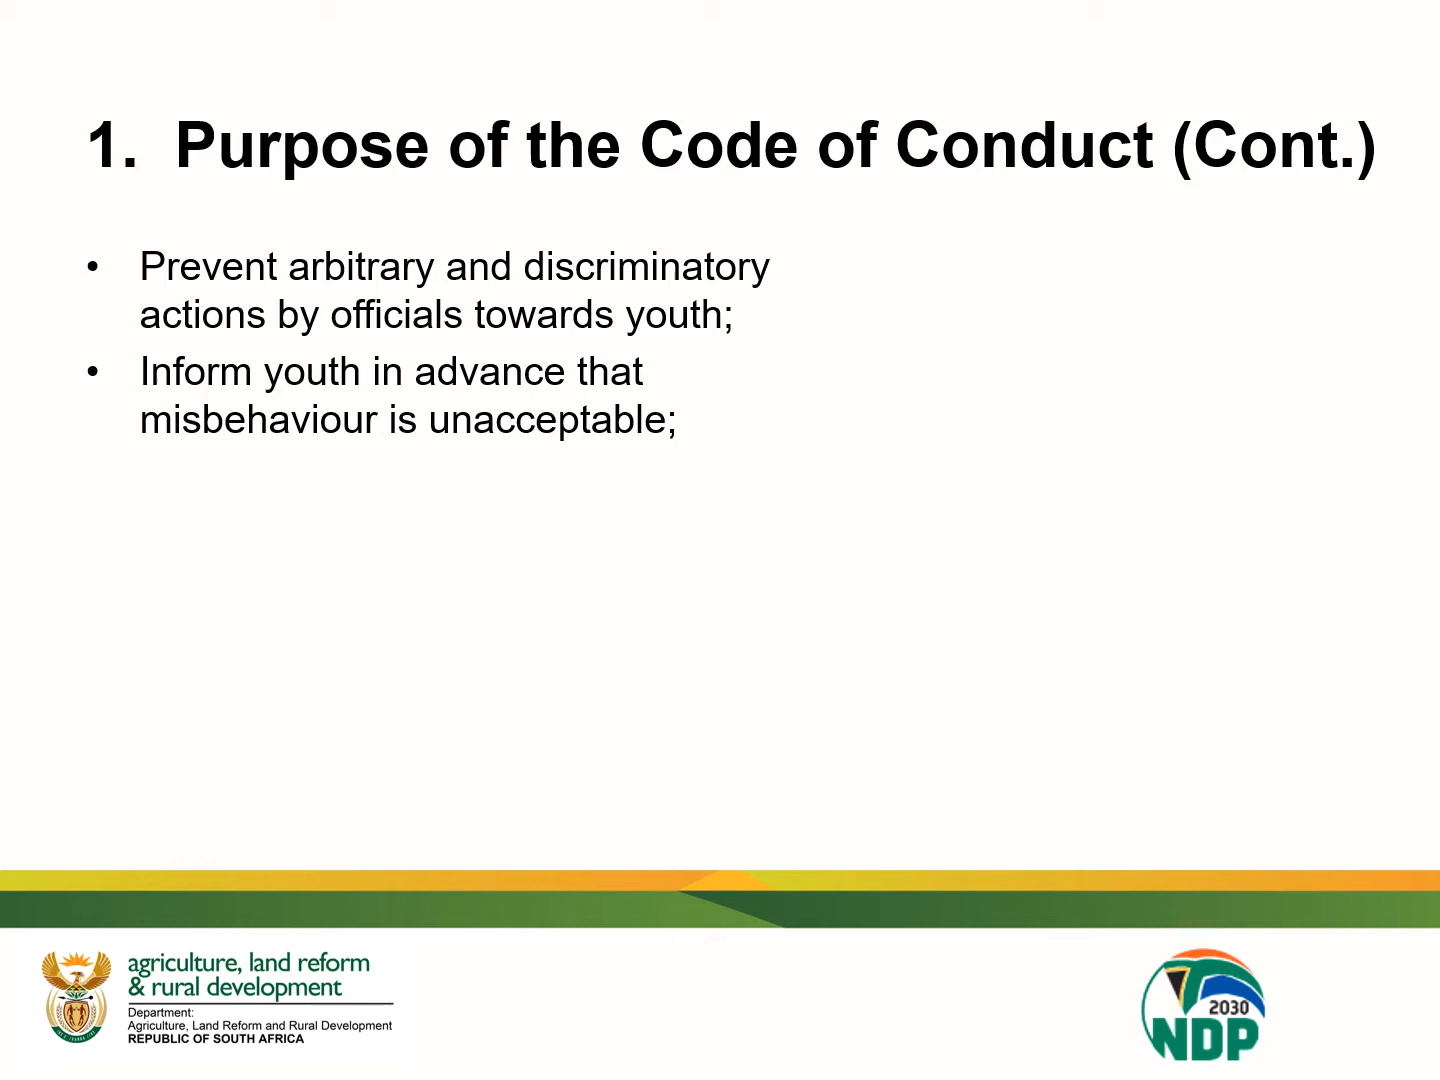 1. Purpose of the Code of Conduct (Cont.)
• Prevent arbitrary and discriminatory
actions by officials towards youth;
• Inform youth in advance that
misbehaviour is unacceptable;
agriculture, land reform
& rural development
Department:
Agriculture, Land Reform and Rural Development
REPUBLIC OF SOUTH AFRICA
2030
NDP